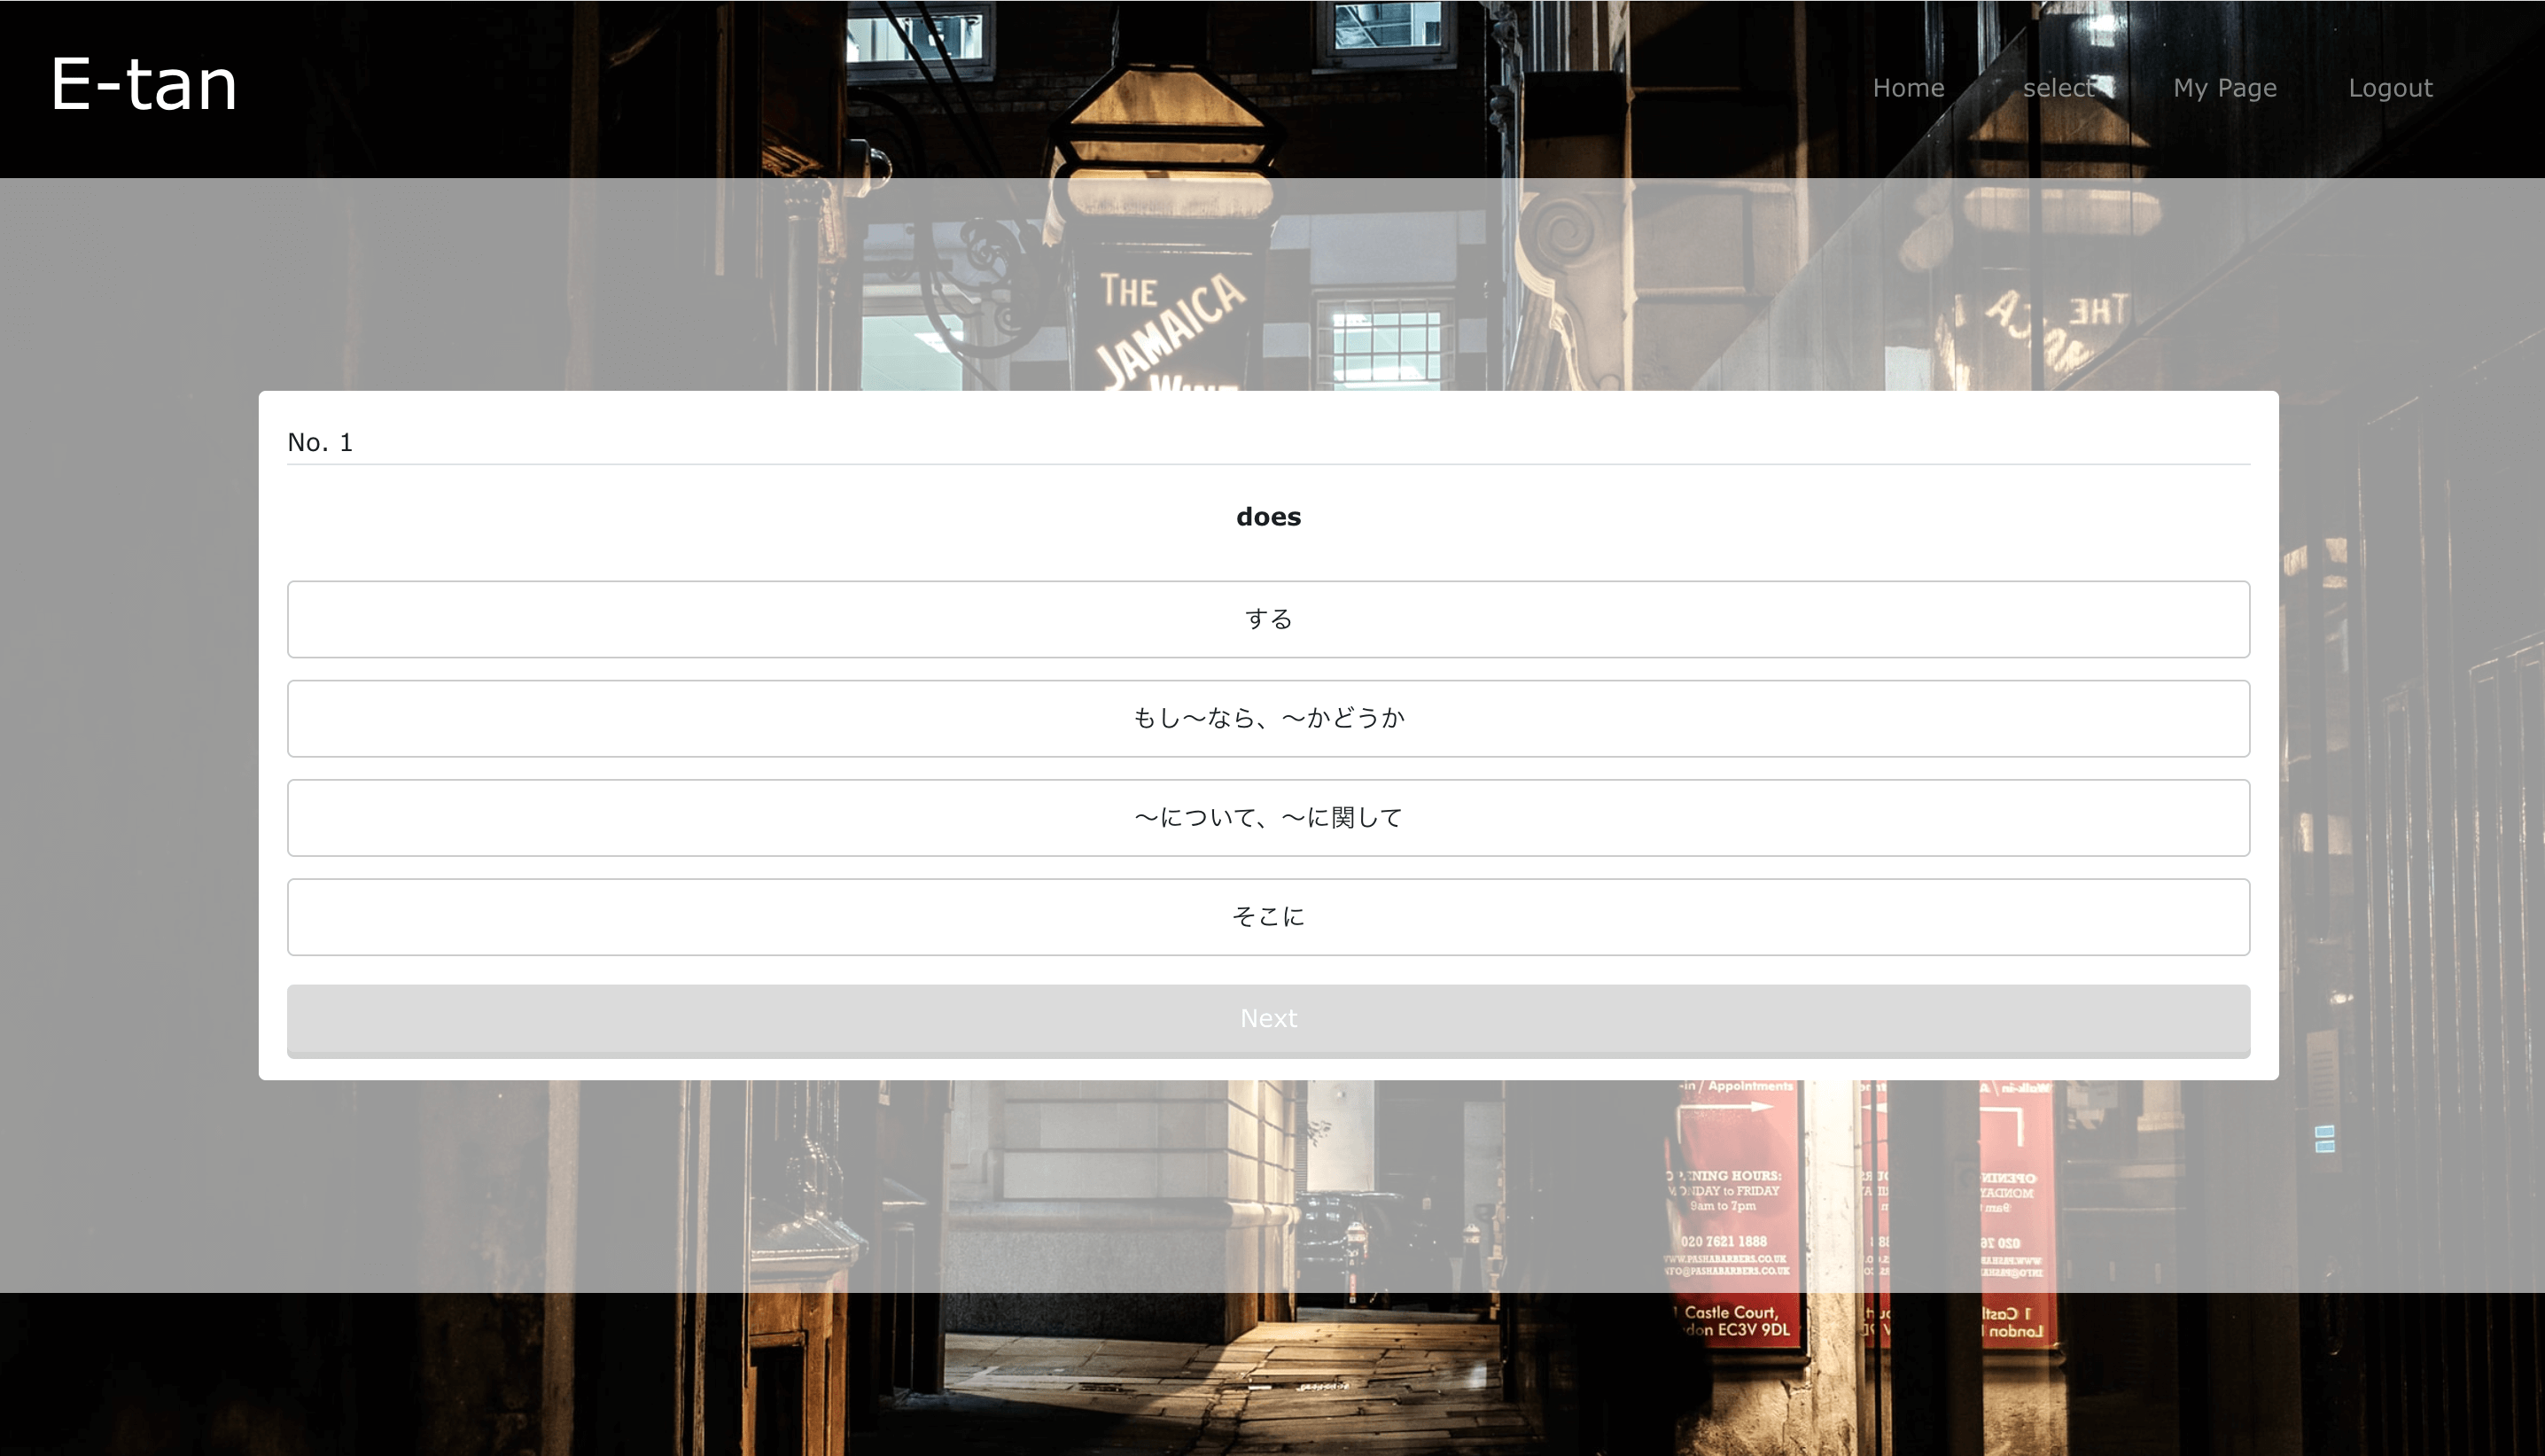 E-tan
Home select My Page Logout
THE
JAMAICA
No. 1
does
する
もし〜なら、〜かどうか
〜について、〜に関して
そこに
Next
-in / Appointments
OPENING HOURS:
MONDAY to FRIDAY
9am to 7pm
020 7621 1888
WWW.PASHABARBERS.CO.UK
INFO@PASHABARBERS.CO.UK
1 Castle Court,
London EC3V 9DL